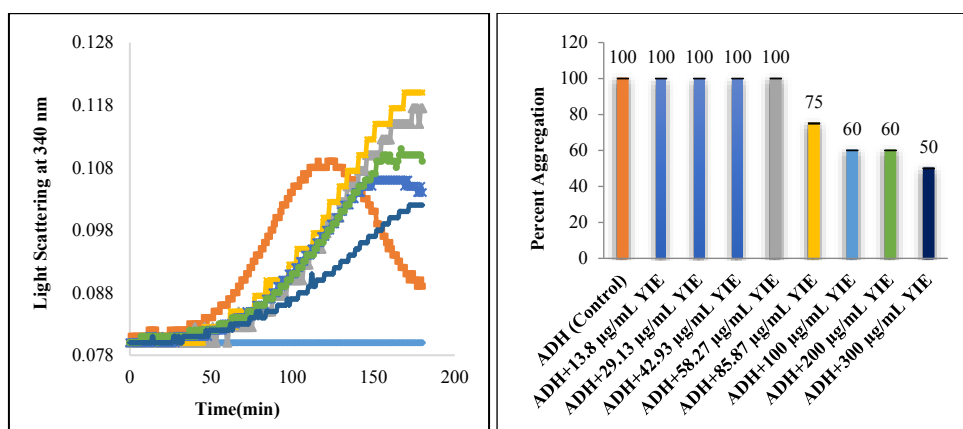 Light Scattering at 340 nm
0.128
0.118
0.108
0.098
0.088
0.078
0 50 100 150 200
Time(min)
Percent Aggregation
120
100
80
60
40
20
0
100 100 100 100 100 75 60 60 50
ADH (Control)
ADH+13.8 µg/mL YIE
ADH+29.13 µg/mL YIE
ADH+42.93 µg/mL YIE
ADH+58.27 µg/mL YIE
ADH+85.87 µg/mL YIE
ADH+100 µg/mL YIE
ADH+200 µg/mL YIE
ADH+300 µg/mL YIE